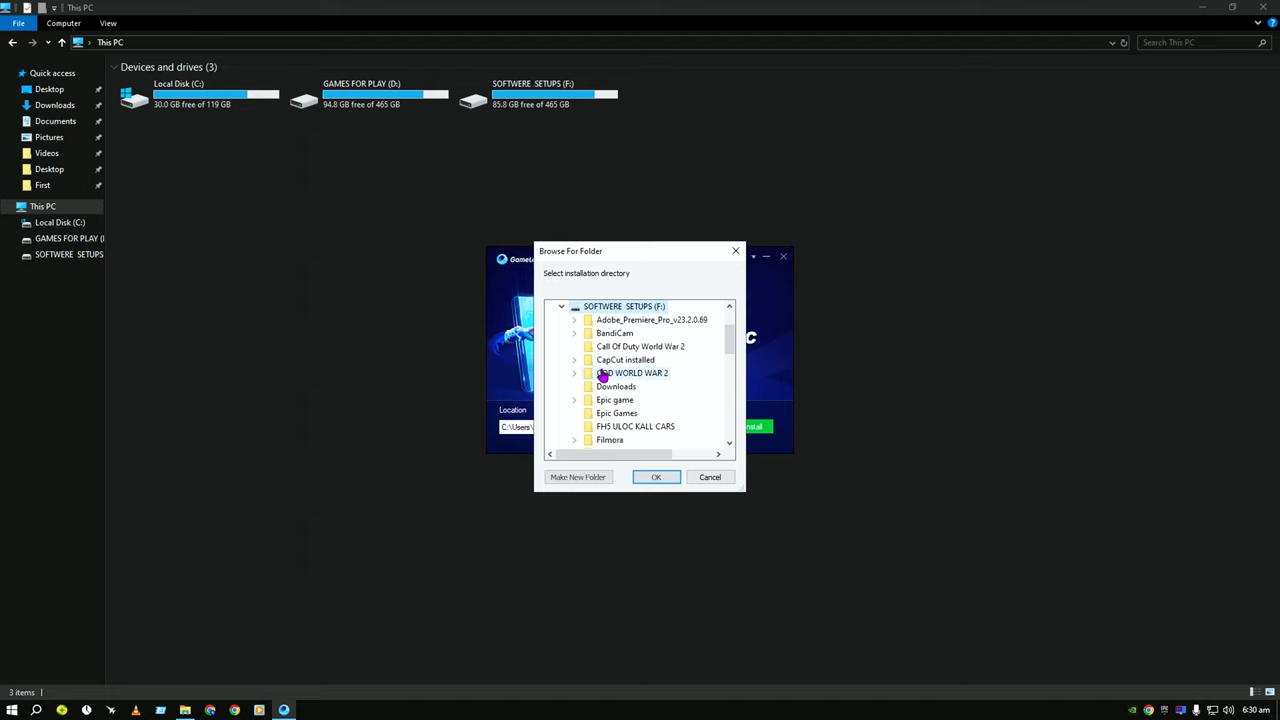 This PC
File
Computer
View
This PC
Search This PC
Quick access
Desktop
Downloads
Documents
Pictures
Videos
Desktop
First
This PC
Local Disk (C:)
GAMES FOR PLAY (
SOFTWERE SETUPS
Devices and drives (3)
Local Disk (C:)
30.0 GB free of 119 GB
GAMES FOR PLAY (D:)
94.8 GB free of 465 GB
SOFTWERE SETUPS (F:)
85.8 GB free of 465 GB
Location
C:\Users\
Browse For Folder
Select installation directory
SOFTWERE SETUPS (F:)
Adobe_Premiere_Pro_v23.2.0.69
BandiCam
Call Of Duty World War 2
CapCut installed
WORLD WAR 2
Downloads
Epic game
Epic Games
FH5 ULOC KALL CARS
Filmora
Make New Folder
OK
Cancel
3 items
6:30 am